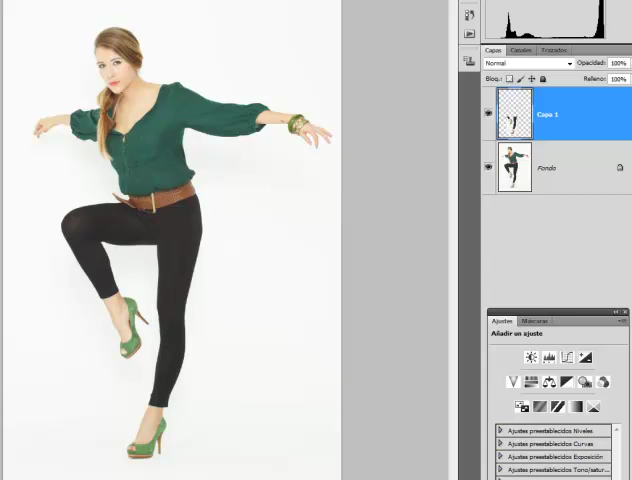 Capas Canales Trazados
Normal Opacidad: 100%
Bloq.: Relleno: 100%
Capa 1
Fondo
Ajustes Máscaras
Añadir un ajuste
Ajustes preestablecidos Niveles
Ajustes preestablecidos Curvas
Ajustes preestablecidos Exposición
Ajustes preestablecidos Tono/satur...